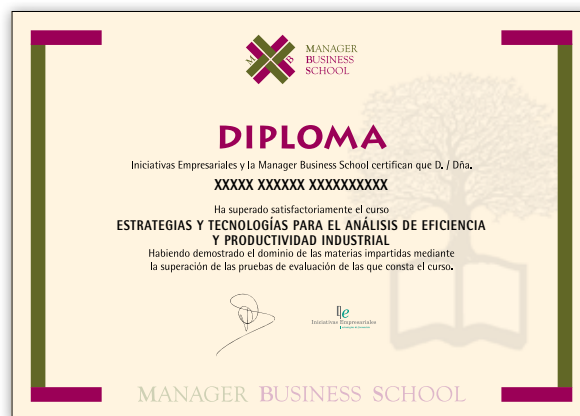 M B
MANAGER
BUSINESS
SCHOOL
DIPLOMA
Iniciativas Empresariales y la Manager Business School certifican que D. / Dña.
XXXXX XXXXXX XXXXXXXXXX
Ha superado satisfactoriamente el curso
ESTRATEGIAS Y TECNOLOGÍAS PARA EL ANÁLISIS DE EFICIENCIA
Y PRODUCTIVIDAD INDUSTRIAL
Habiendo demostrado el dominio de las materias impartidas mediante
la superación de las pruebas de evaluación de las que consta el curso.
Iniciativas Empresariales
MANAGER BUSINESS SCHOOL